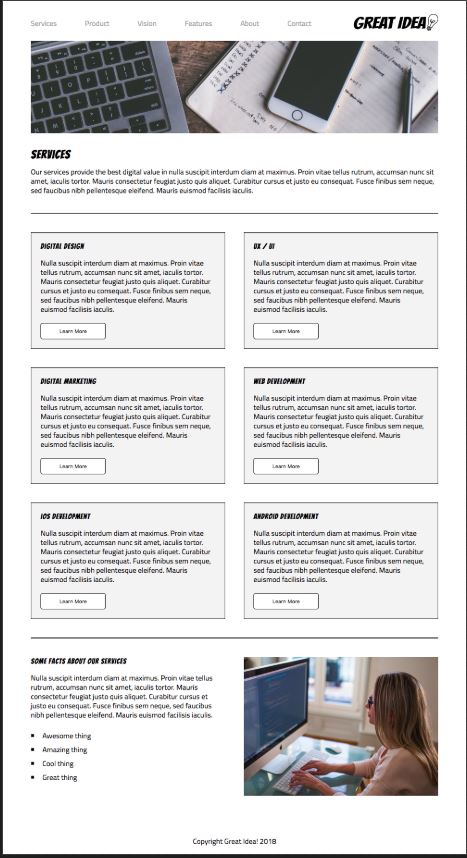 Services Product Vision Features About Contact GREAT IDEA
SERVICES
Our services provide the best digital value in nulla suscipit interdum diam at maximus. Proin vitae tellus rutrum, accumsan nunc sit
amet, iaculis tortor. Mauris consectetur feugiat justo quis aliquet. Curabitur cursus et justo eu consequat. Fusce finibus sem neque,
sed faucibus nibh pellentesque eleifend. Mauris euismod facilisis iaculis.
DIGITAL DESIGN
Nulla suscipit interdum diam at maximus. Proin vitae
tellus rutrum, accumsan nunc sit amet, iaculis tortor.
Mauris consectetur feugiat justo quis aliquet. Curabitur
cursus et justo eu consequat. Fusce finibus sem neque,
sed faucibus nibh pellentesque eleifend. Mauris
euismod facilisis iaculis.
Learn More
UX / UI
Nulla suscipit interdum diam at maximus. Proin vitae
tellus rutrum, accumsan nunc sit amet, iaculis tortor.
Mauris consectetur feugiat justo quis aliquet. Curabitur
cursus et justo eu consequat. Fusce finibus sem neque,
sed faucibus nibh pellentesque eleifend. Mauris
euismod facilisis iaculis.
Learn More
DIGITAL MARKETING
Nulla suscipit interdum diam at maximus. Proin vitae
tellus rutrum, accumsan nunc sit amet, iaculis tortor.
Mauris consectetur feugiat justo quis aliquet. Curabitur
cursus et justo eu consequat. Fusce finibus sem neque,
sed faucibus nibh pellentesque eleifend. Mauris
euismod facilisis iaculis.
Learn More
WEB DEVELOPMENT
Nulla suscipit interdum diam at maximus. Proin vitae
tellus rutrum, accumsan nunc sit amet, iaculis tortor.
Mauris consectetur feugiat justo quis aliquet. Curabitur
cursus et justo eu consequat. Fusce finibus sem neque,
sed faucibus nibh pellentesque eleifend. Mauris
euismod facilisis iaculis.
Learn More
IOS DEVELOPMENT
Nulla suscipit interdum diam at maximus. Proin vitae
tellus rutrum, accumsan nunc sit amet, iaculis tortor.
Mauris consectetur feugiat justo quis aliquet. Curabitur
cursus et justo eu consequat. Fusce finibus sem neque,
sed faucibus nibh pellentesque eleifend. Mauris
euismod facilisis iaculis.
Learn More
ANDROID DEVELOPMENT
Nulla suscipit interdum diam at maximus. Proin vitae
tellus rutrum, accumsan nunc sit amet, iaculis tortor.
Mauris consectetur feugiat justo quis aliquet. Curabitur
cursus et justo eu consequat. Fusce finibus sem neque,
sed faucibus nibh pellentesque eleifend. Mauris
euismod facilisis iaculis.
Learn More
SOME FACTS ABOUT OUR SERVICES
Nulla suscipit interdum diam at maximus. Proin vitae tellus
rutrum, accumsan nunc sit amet, iaculis tortor. Mauris
consectetur feugiat justo quis aliquet. Curabitur cursus et
justo eu consequat. Fusce finibus sem neque, sed faucibus
nibh pellentesque eleifend. Mauris euismod facilisis iaculis.
Awesome thing
Amazing thing
Cool thing
Great thing
Copyright Great Idea! 2018